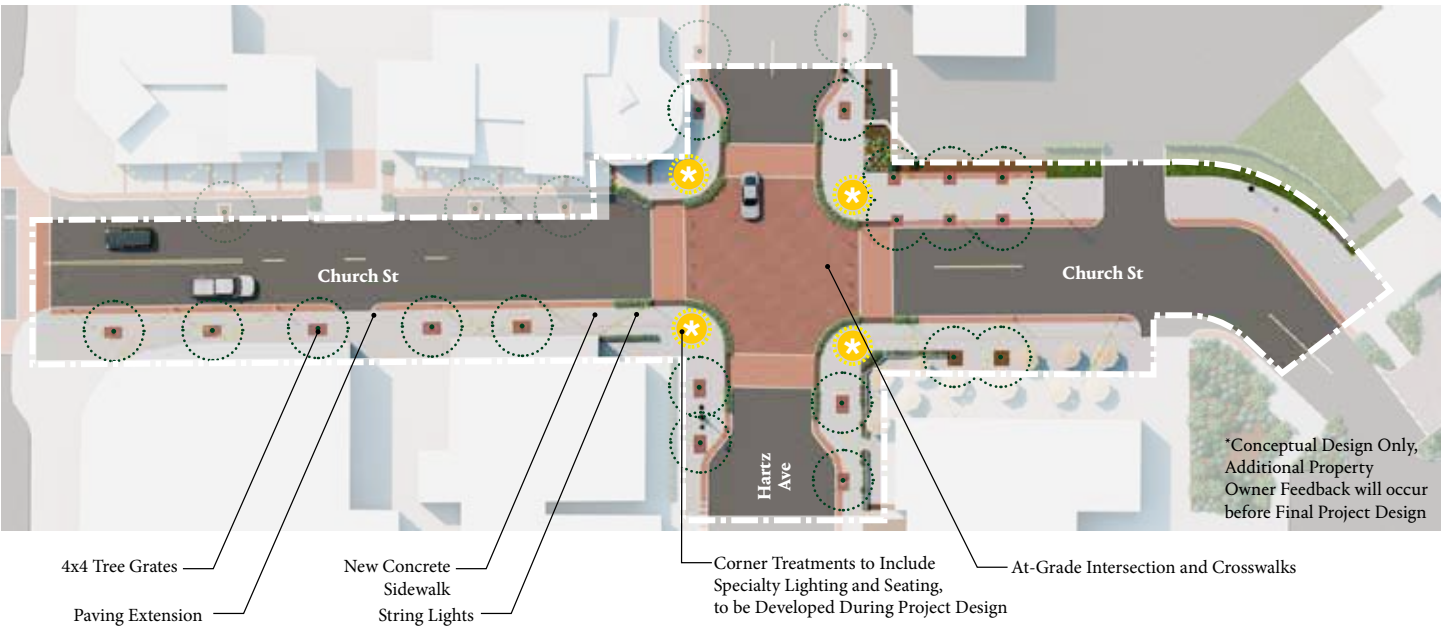 Church St
Church St
Hartz
Ave
*Conceptual Design Only,
Additional Property
Owner Feedback will occur
before Final Project Design
4x4 Tree Grates
Paving Extension
New Concrete
Sidewalk
String Lights
Corner Treatments to Include
Specialty Lighting and Seating,
to be Developed During Project Design
At-Grade Intersection and Crosswalks